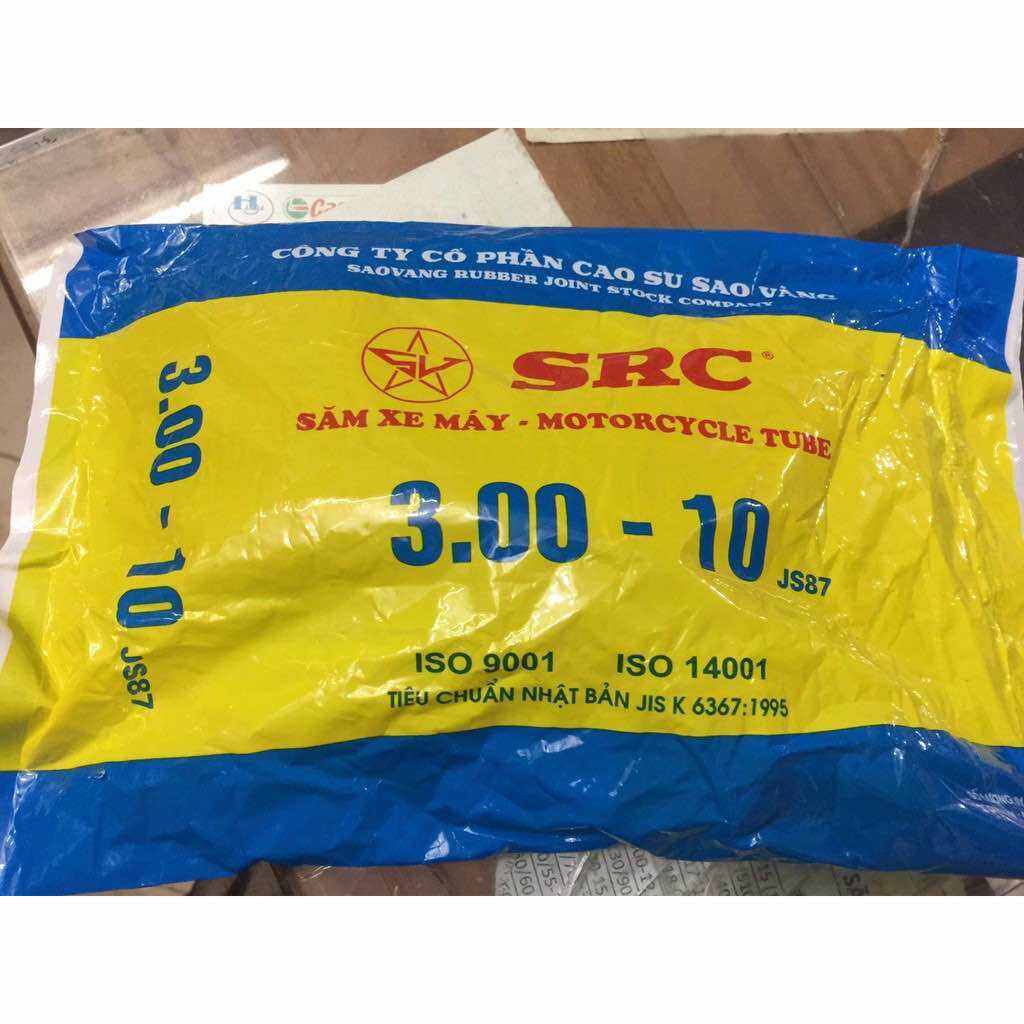 CÔNG TY CỔ PHẦN CAO SU SAO VÀNG
SAOVANG RUBBER JOINT STOCK COMPANY
SRC®
SĂM XE MÁY - MOTORCYCLE TUBE
3.00 - 10 JS87
3.00 - 10 JS87
ISO 9001 ISO 14001
TIÊU CHUẨN NHẬT BẢN JIS K 6367:1995